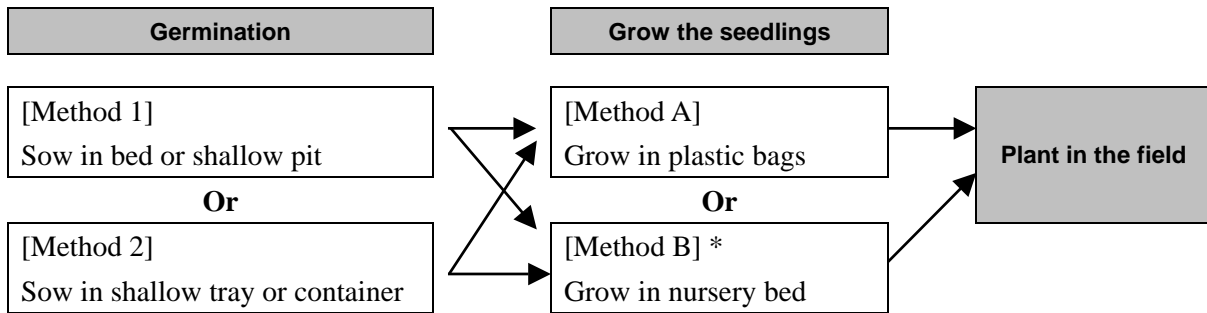 Germination
Grow the seedlings
[Method 1]
Sow in bed or shallow pit
Or
[Method 2]
Sow in shallow tray or container
[Method A]
Grow in plastic bags
Or
[Method B] *
Grow in nursery bed
Plant in the field